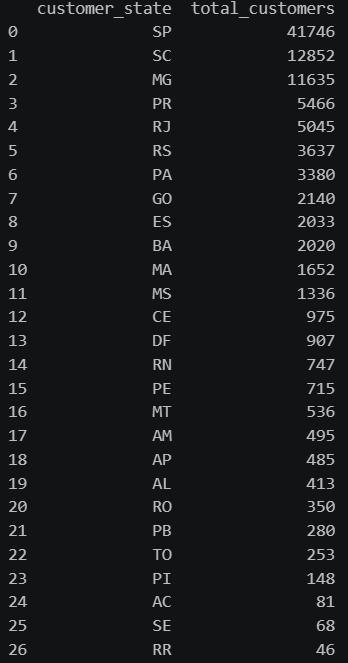 customer_state total_customers
0 SP 41746
1 SC 12852
2 MG 11635
3 PR 5466
4 RJ 5045
5 RS 3637
6 PA 3380
7 GO 2140
8 ES 2033
9 BA 2020
10 MA 1652
11 MS 1336
12 CE 975
13 DF 907
14 RN 747
15 PE 715
16 MT 536
17 AM 495
18 AP 485
19 AL 413
20 RO 350
21 PB 280
22 TO 253
23 PI 148
24 AC 81
25 SE 68
26 RR 46